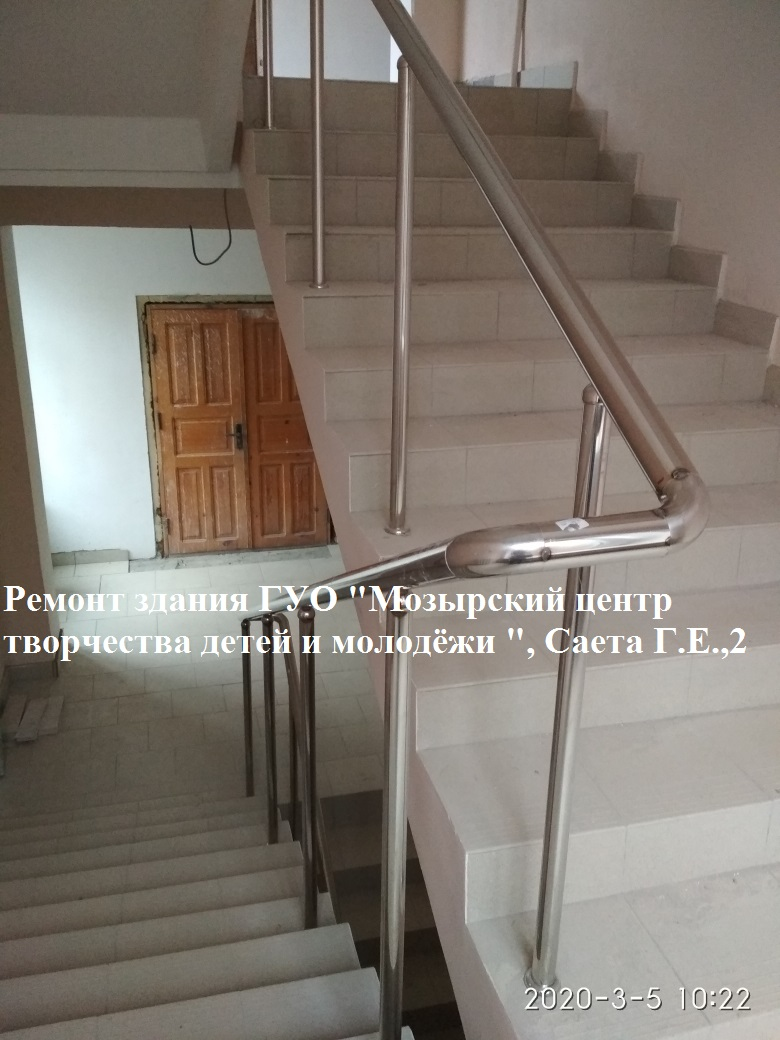 Ремонт здания ГУО "Мозырский центр
творчества детей и молодёжи ", Саета Г.Е.,2
2020-3-5 10:22